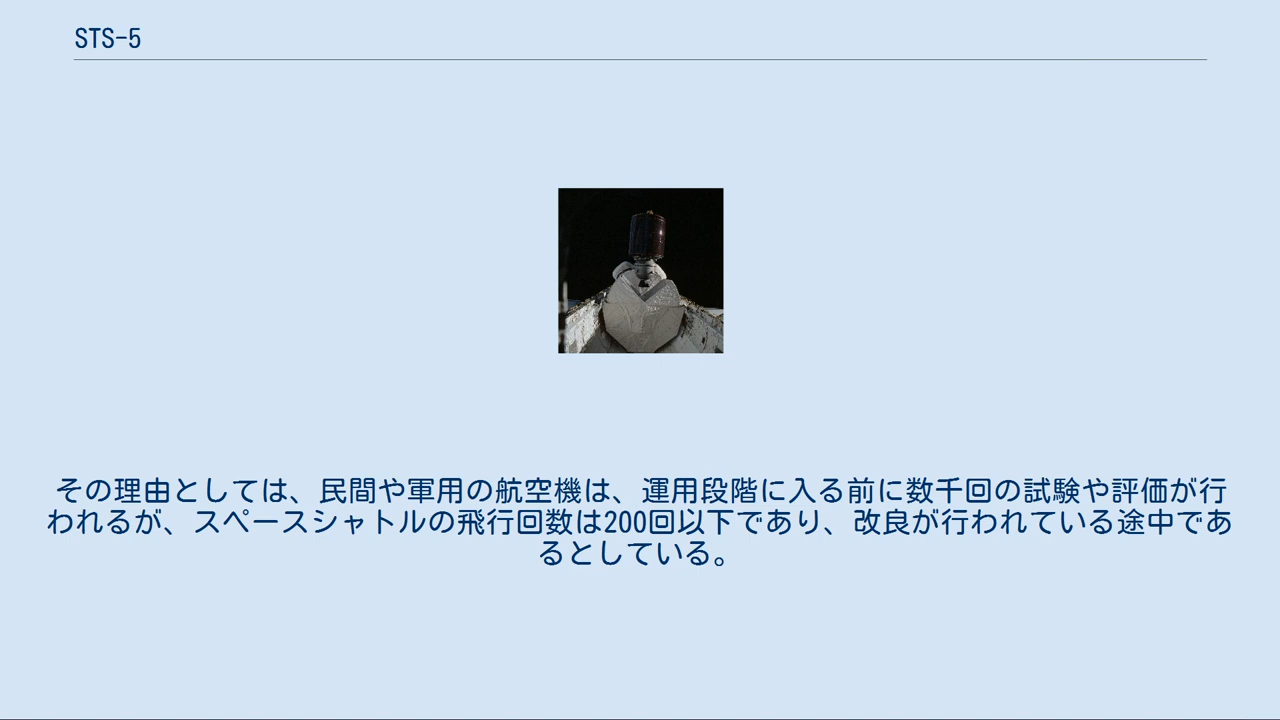 STS-5
その理由としては、民間や軍用の航空機は、運用段階に入る前に数千回の試験や評価が行
われるが、スペースシャトルの飛行回数は200回以下であり、改良が行われている途中であ
るとしている。